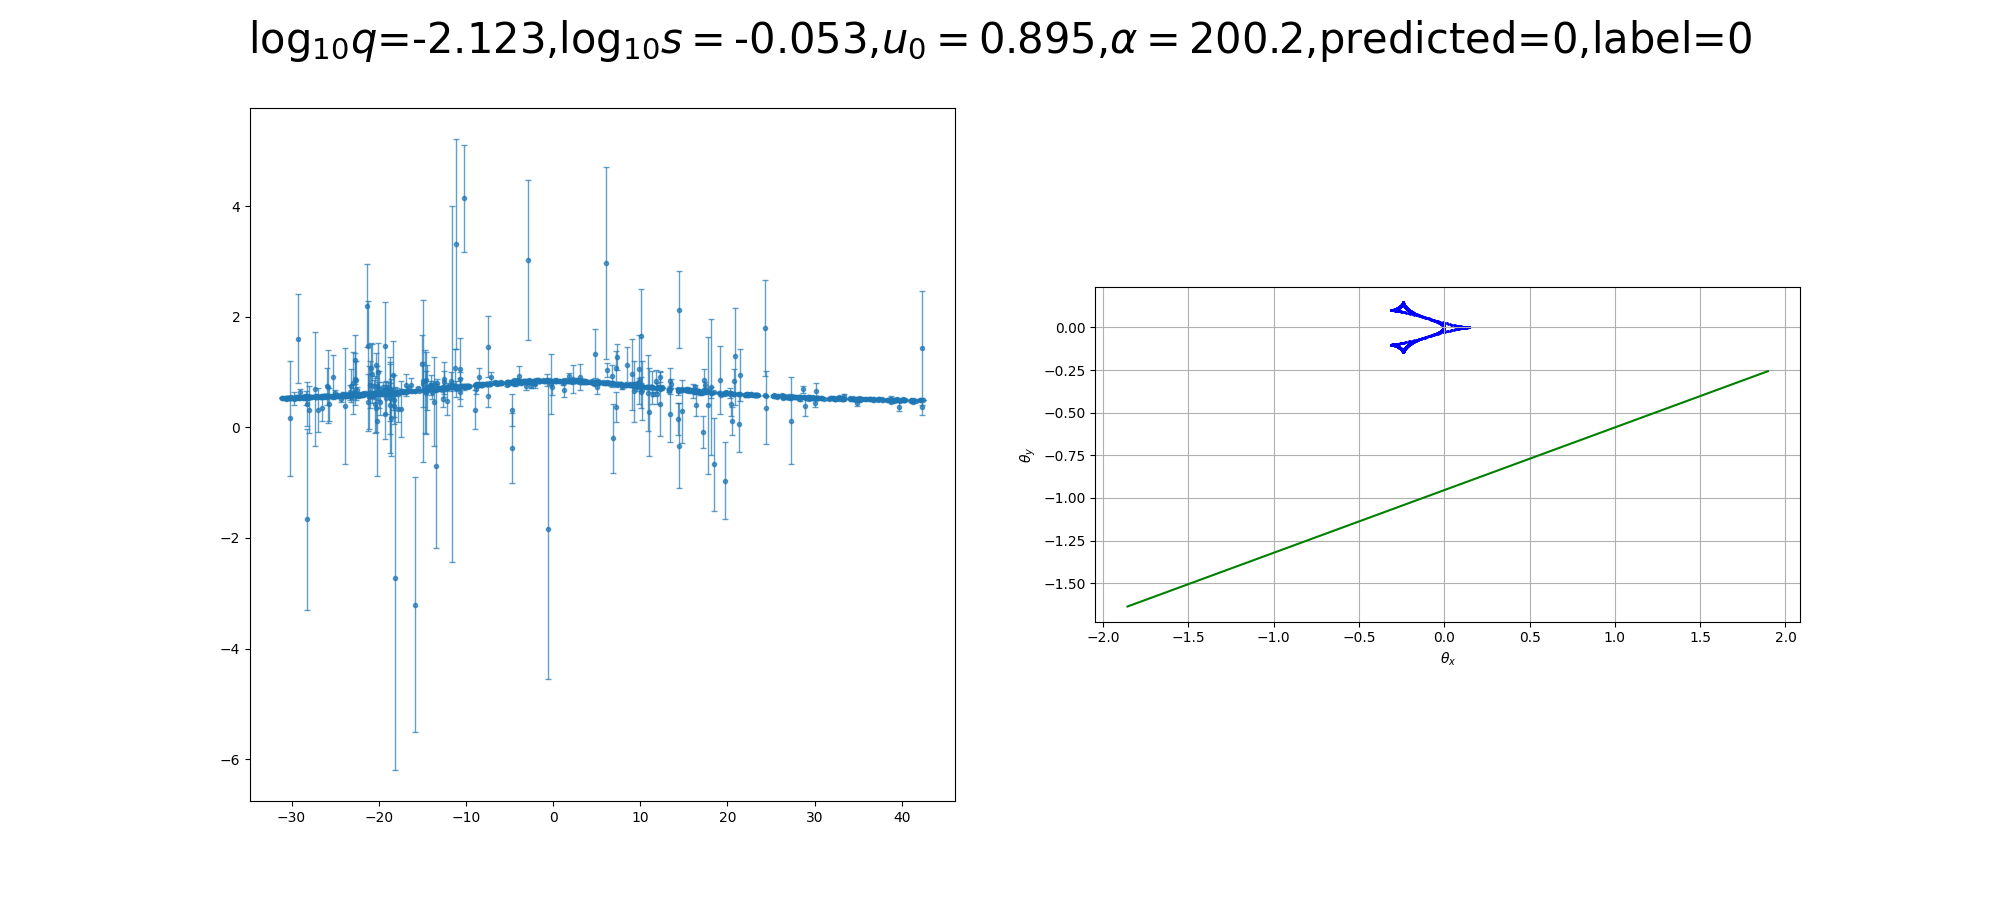 log₁₀q=-2.123,log₁₀s = -0.053,u₀ = 0.895,α = 200.2,predicted=0,label=0
4
2
0
−2
−4
−6
−30 −20 −10 0 10 20 30 40
0.00
−0.25
−0.50
−0.75
−1.00
−1.25
−1.50
θy
−2.0 −1.5 −1.0 −0.5 0.0 0.5 1.0 1.5 2.0
θx